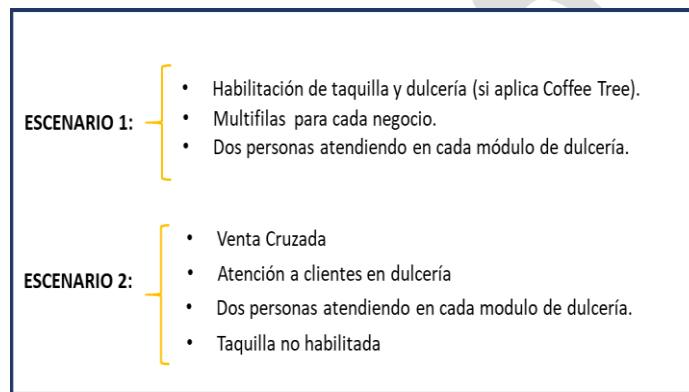 ESCENARIO 1:
• Habilitación de taquilla y dulcería (si aplica Coffee Tree).
• Multifilas para cada negocio.
• Dos personas atendiendo en cada módulo de dulcería.
ESCENARIO 2:
• Venta Cruzada
• Atención a clientes en dulcería
• Dos personas atendiendo en cada modulo de dulcería.
• Taquilla no habilitada